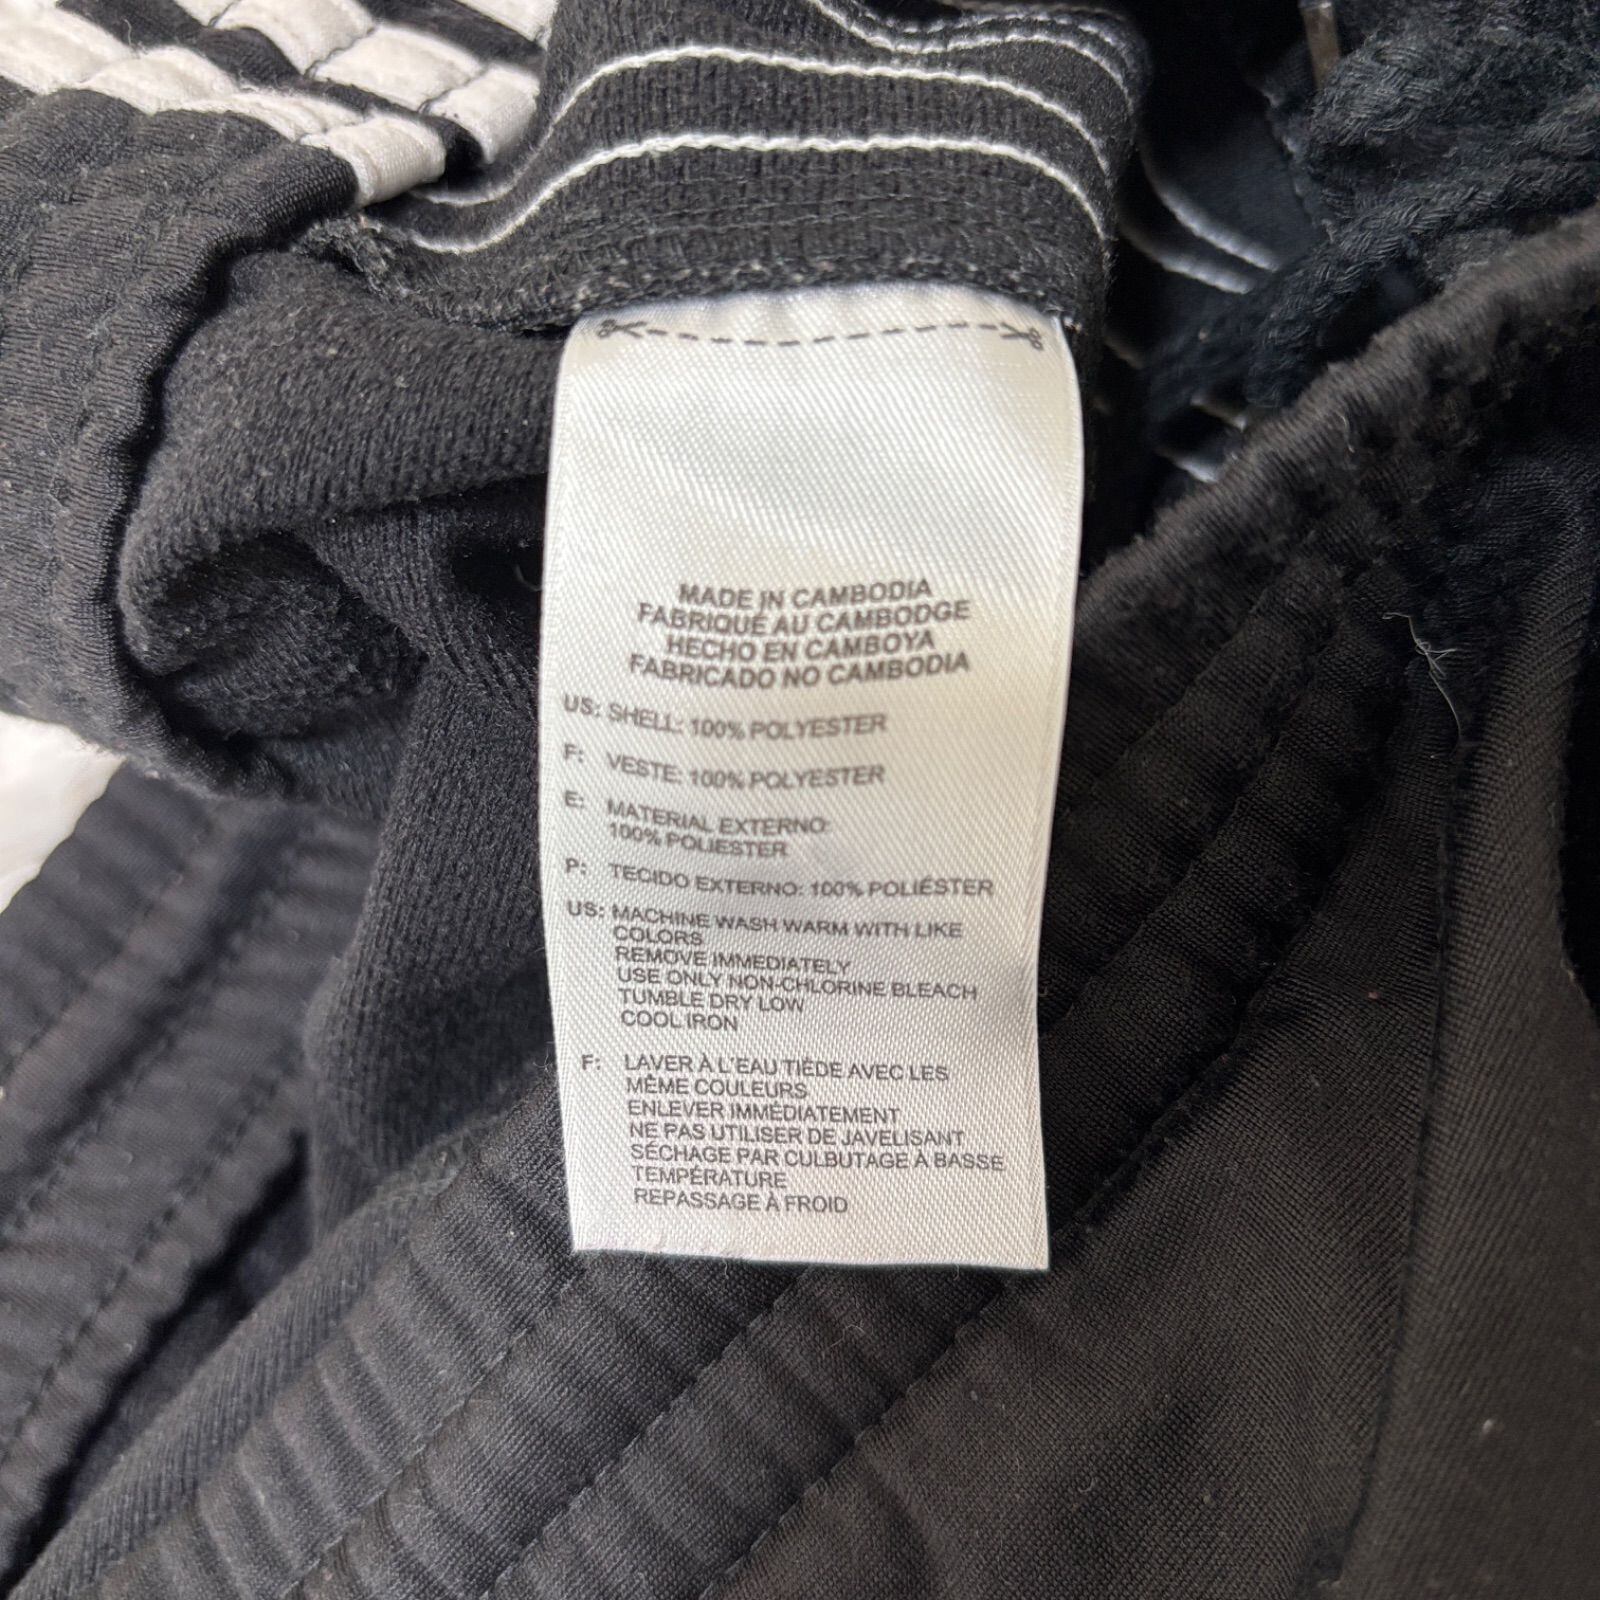 MADE IN CAMBODIA
FABRIQUÉ AU CAMBODGE
HECHO EN CAMBOYA
FABRICADO NO CAMBODIA
US: SHELL: 100% POLYESTER
F: VESTE: 100% POLYESTER
E: MATERIAL EXTERNO:
100% POLIESTER
P: TECIDO EXTERNO: 100% POLIÉSTER
US: MACHINE WASH WARM WITH LIKE
COLORS
REMOVE IMMEDIATELY
USE ONLY NON-CHLORINE BLEACH
TUMBLE DRY LOW
COOL IRON
F: LAVER À L'EAU TIÈDE AVEC LES
MÊME COULEURS
ENLEVER IMMÉDIATEMENT
NE PAS UTILISER DE JAVELISANT
SÉCHAGE PAR CULBUTAGE À BASSE
TEMPÉRATURE
REPASSAGE À FROID